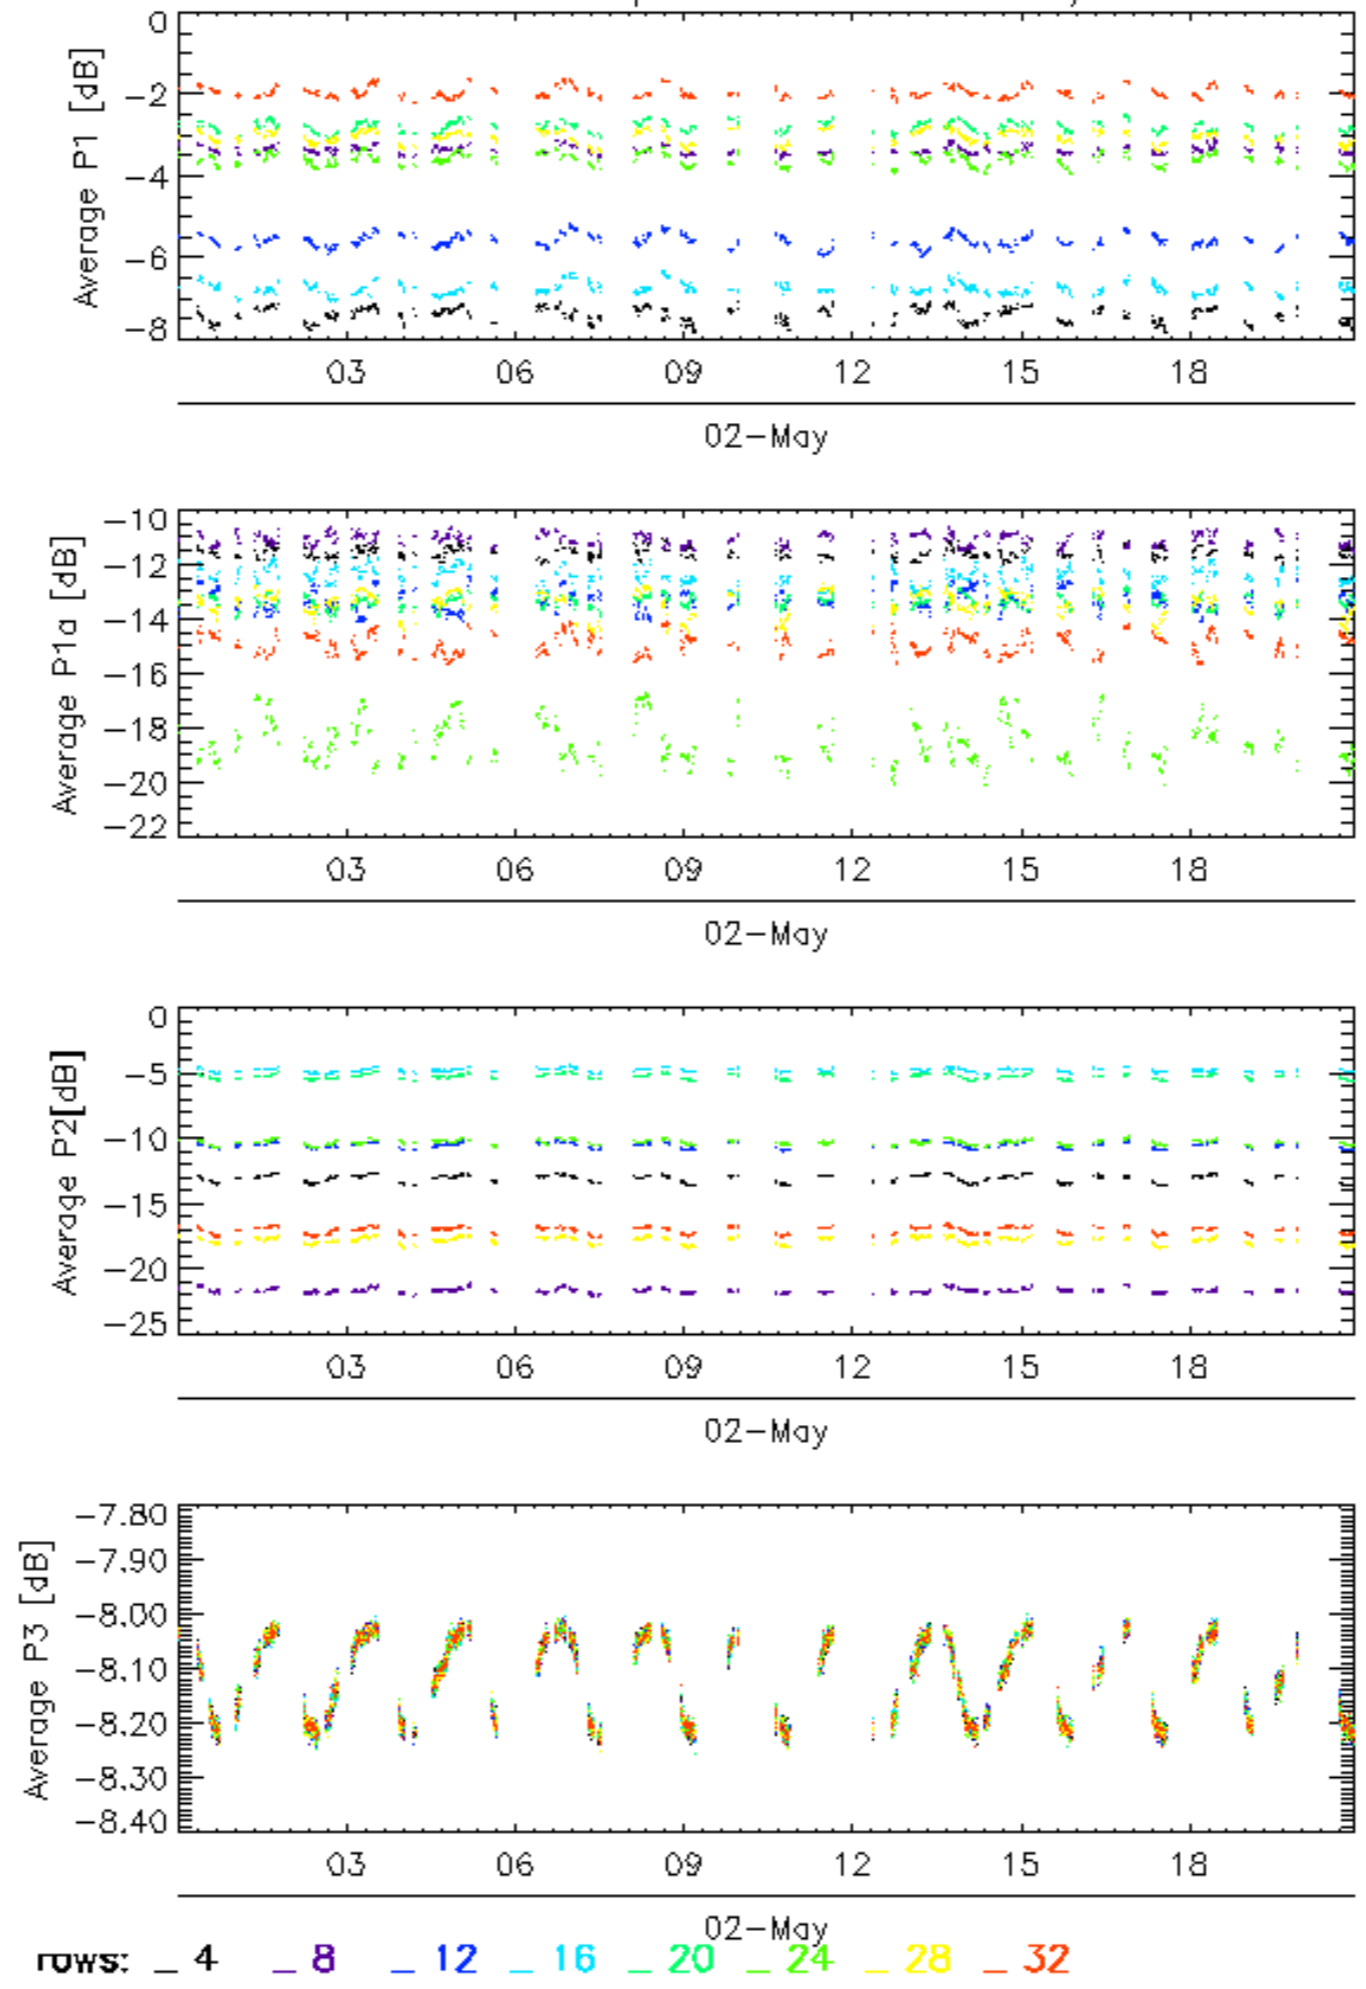 0
-2
-4
-6
-8
Average P1 [dB]
03 06 09 12 15 18
02-May
-10
-12
-14
-16
-18
-20
-22
Average P1a [dB]
03 06 09 12 15 18
02-May
0
-5
-10
-15
-20
-25
Average P2[dB]
03 06 09 12 15 18
02-May
-7.80
-7.90
-8.00
-8.10
-8.20
-8.30
-8.40
Average P3 [dB]
03 06 09 12 15 18
02-May
rows: _ 4 _ 8 _ 12 _ 16 _ 20 _ 24 _ 28 _ 32